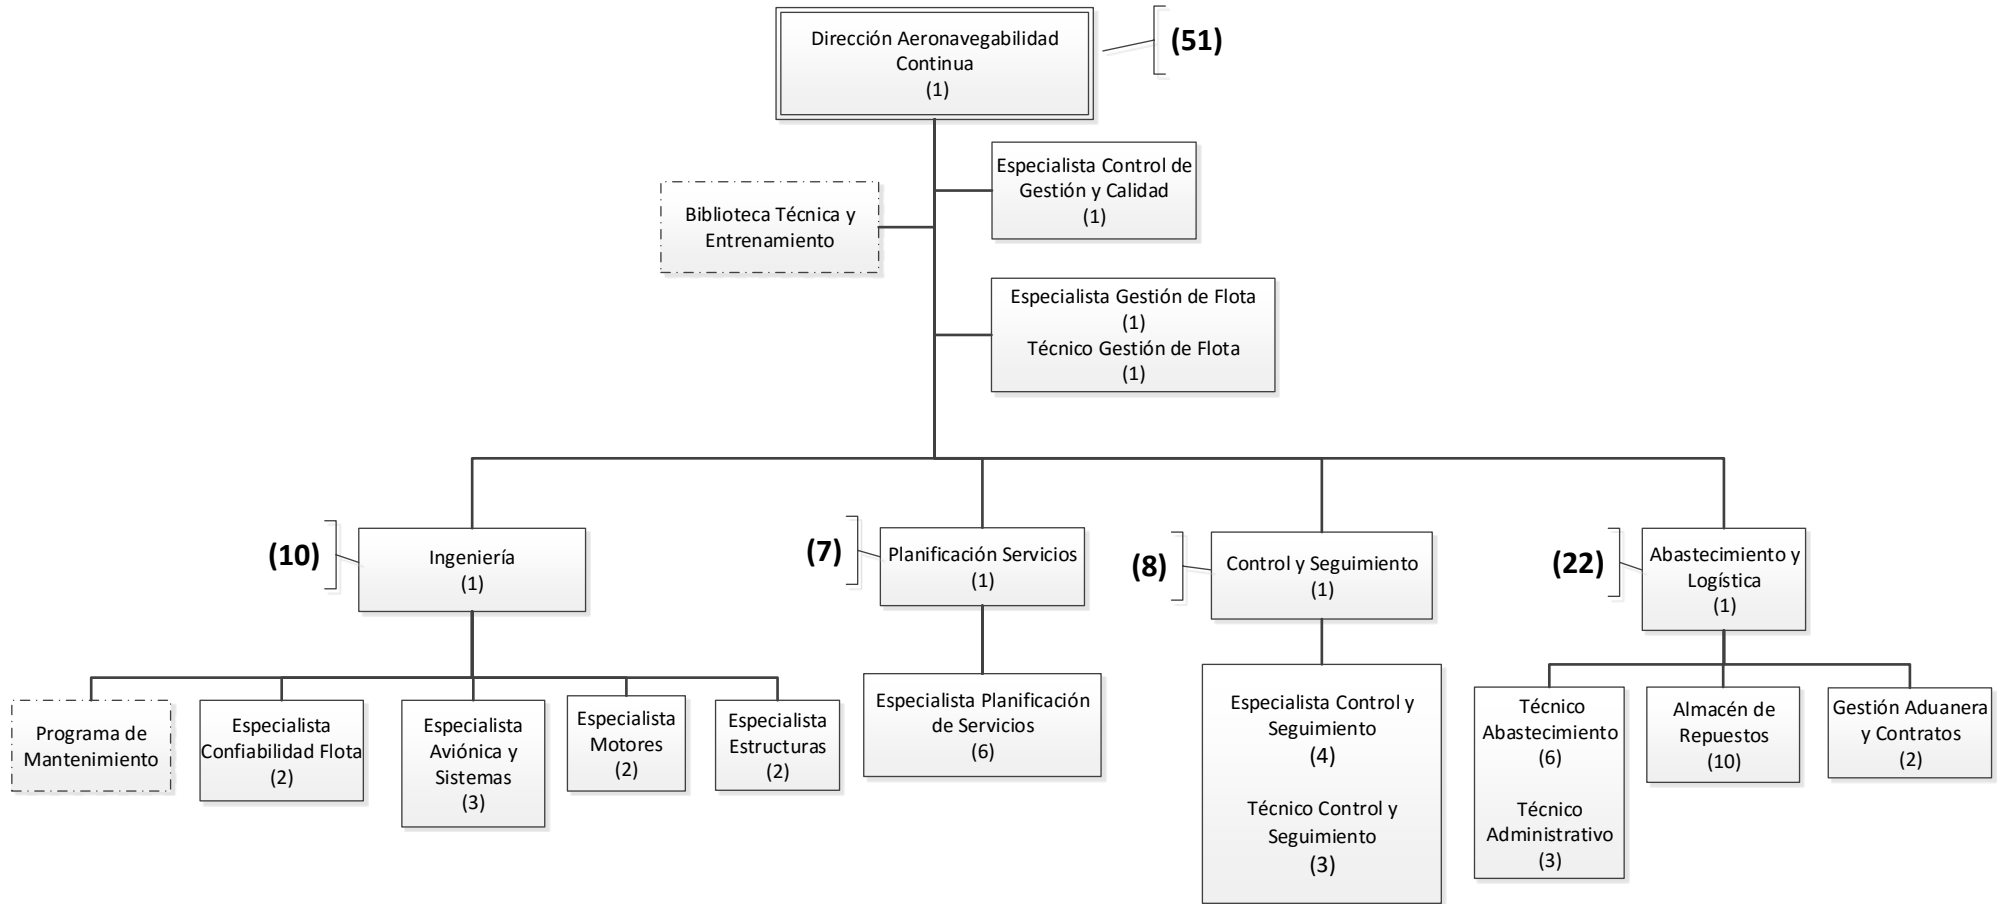 Dirección Aeronavegabilidad
Continua
(1)
(51)
Especialista Control de
Gestión y Calidad
(1)
Biblioteca Técnica y
Entrenamiento
Especialista Gestión de Flota
(1)
Técnico Gestión de Flota
(1)
(10)
Ingeniería
(1)
(7)
Planificación Servicios
(1)
(8)
Control y Seguimiento
(1)
(22)
Abastecimiento y
Logística
(1)
Programa de
Mantenimiento
Especialista
Confiabilidad Flota
(2)
Especialista
Aviónica y
Sistemas
(3)
Especialista
Motores
(2)
Especialista
Estructuras
(2)
Especialista Planificación
de Servicios
(6)
Especialista Control y
Seguimiento
(4)
Técnico Control y
Seguimiento
(3)
Técnico
Abastecimiento
(6)
Técnico
Administrativo
(3)
Almacén de
Repuestos
(10)
Gestión Aduanera
y Contratos
(2)